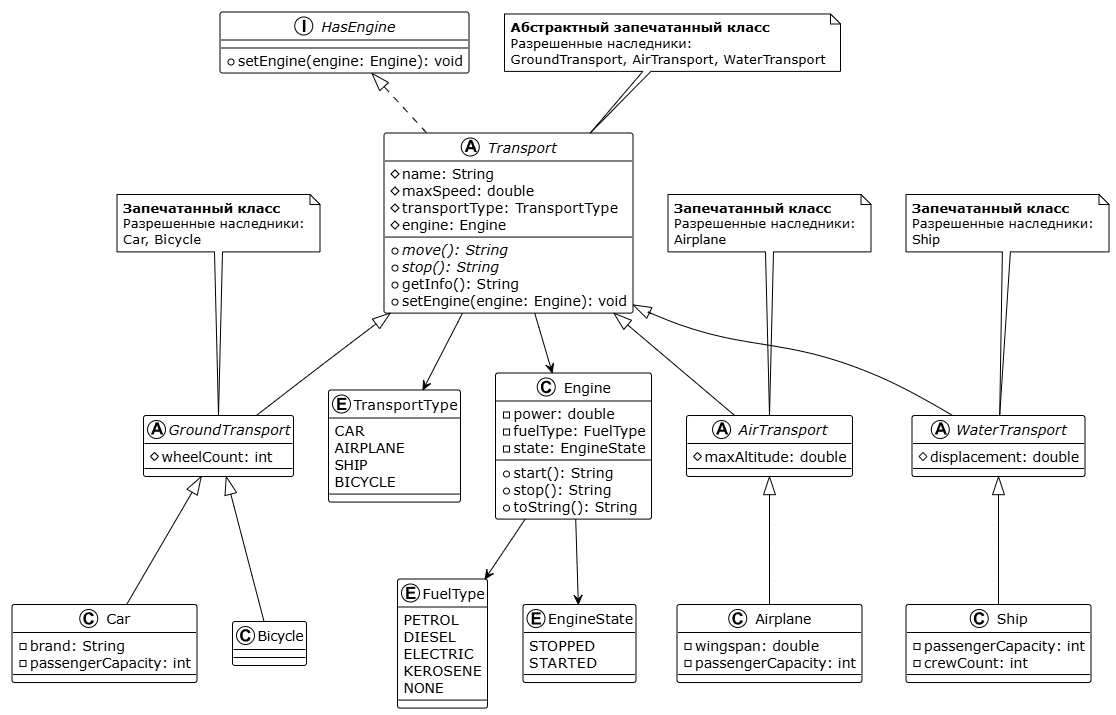 I HasEngine
setEngine(engine: Engine): void
Абстрактный запечатанный класс
Разрешенные наследники:
GroundTransport, AirTransport, WaterTransport
A Transport
name: String
maxSpeed: double
transportType: TransportType
engine: Engine
move(): String
stop(): String
getInfo(): String
setEngine(engine: Engine): void
Запечатанный класс
Разрешенные наследники:
Car, Bicycle
Запечатанный класс
Разрешенные наследники:
Airplane
Запечатанный класс
Разрешенные наследники:
Ship
A GroundTransport
wheelCount: int
E TransportType
CAR
AIRPLANE
SHIP
BICYCLE
C Engine
power: double
fuelType: FuelType
state: EngineState
start(): String
stop(): String
toString(): String
A AirTransport
maxAltitude: double
A WaterTransport
displacement: double
C Car
brand: String
passengerCapacity: int
C Bicycle
E FuelType
PETROL
DIESEL
ELECTRIC
KEROSENE
NONE
E EngineState
STOPPED
STARTED
C Airplane
wingspan: double
passengerCapacity: int
C Ship
passengerCapacity: int
crewCount: int